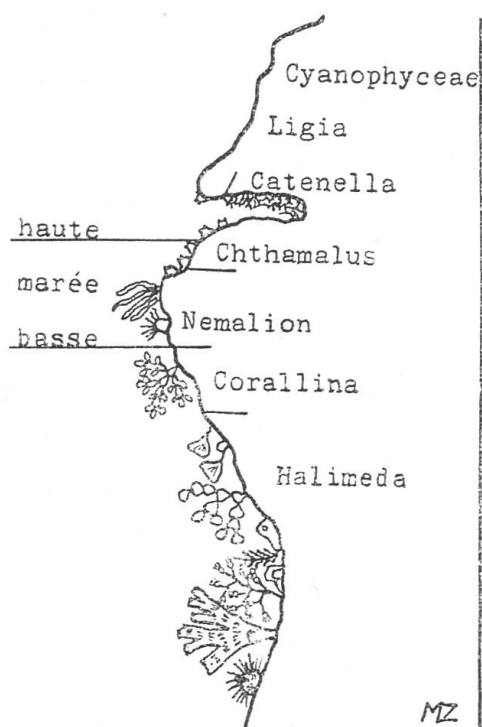 Cyanophyceae
Ligia
Catenella
haute
Chthamalus
marée
Nemalion
basse
Corallina
Halimeda
MZ